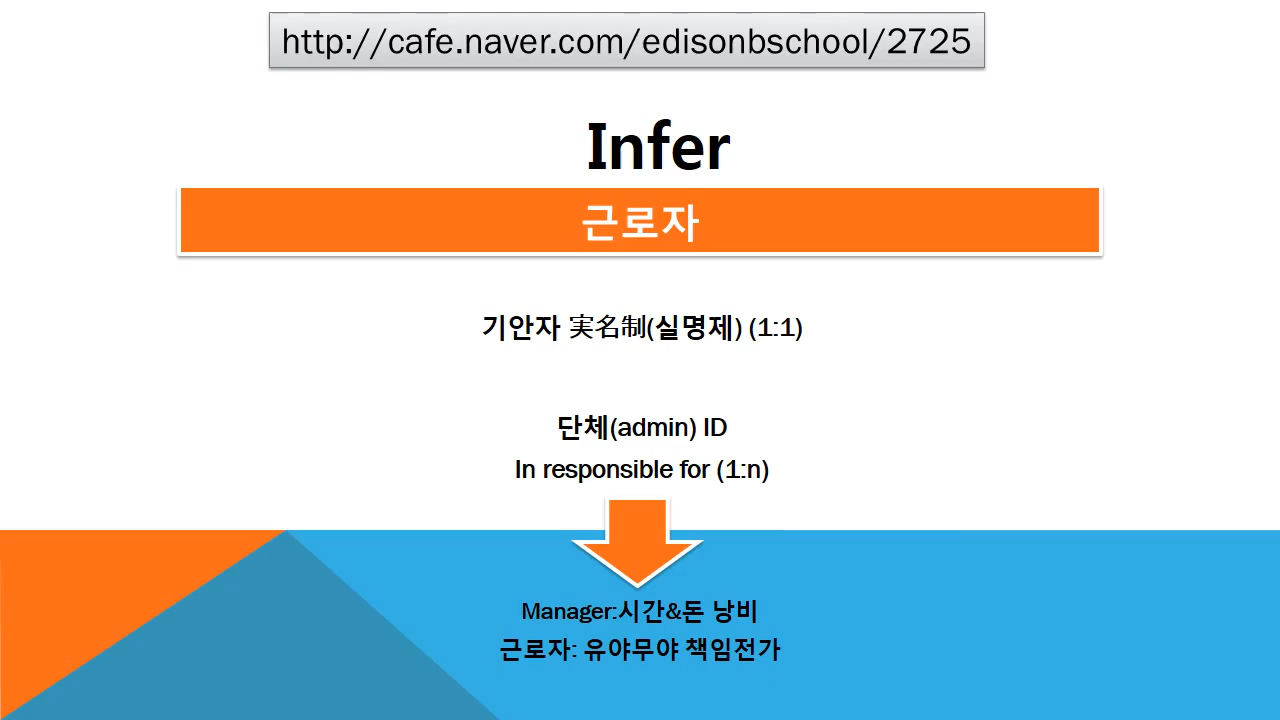 http://cafe.naver.com/edisonbschool/2725
Infer
근로자
기안자 実名制(실명제) (1:1)
단체(admin) ID
In responsible for (1:n)
Manager:시간&돈 낭비
근로자: 유야무야 책임전가